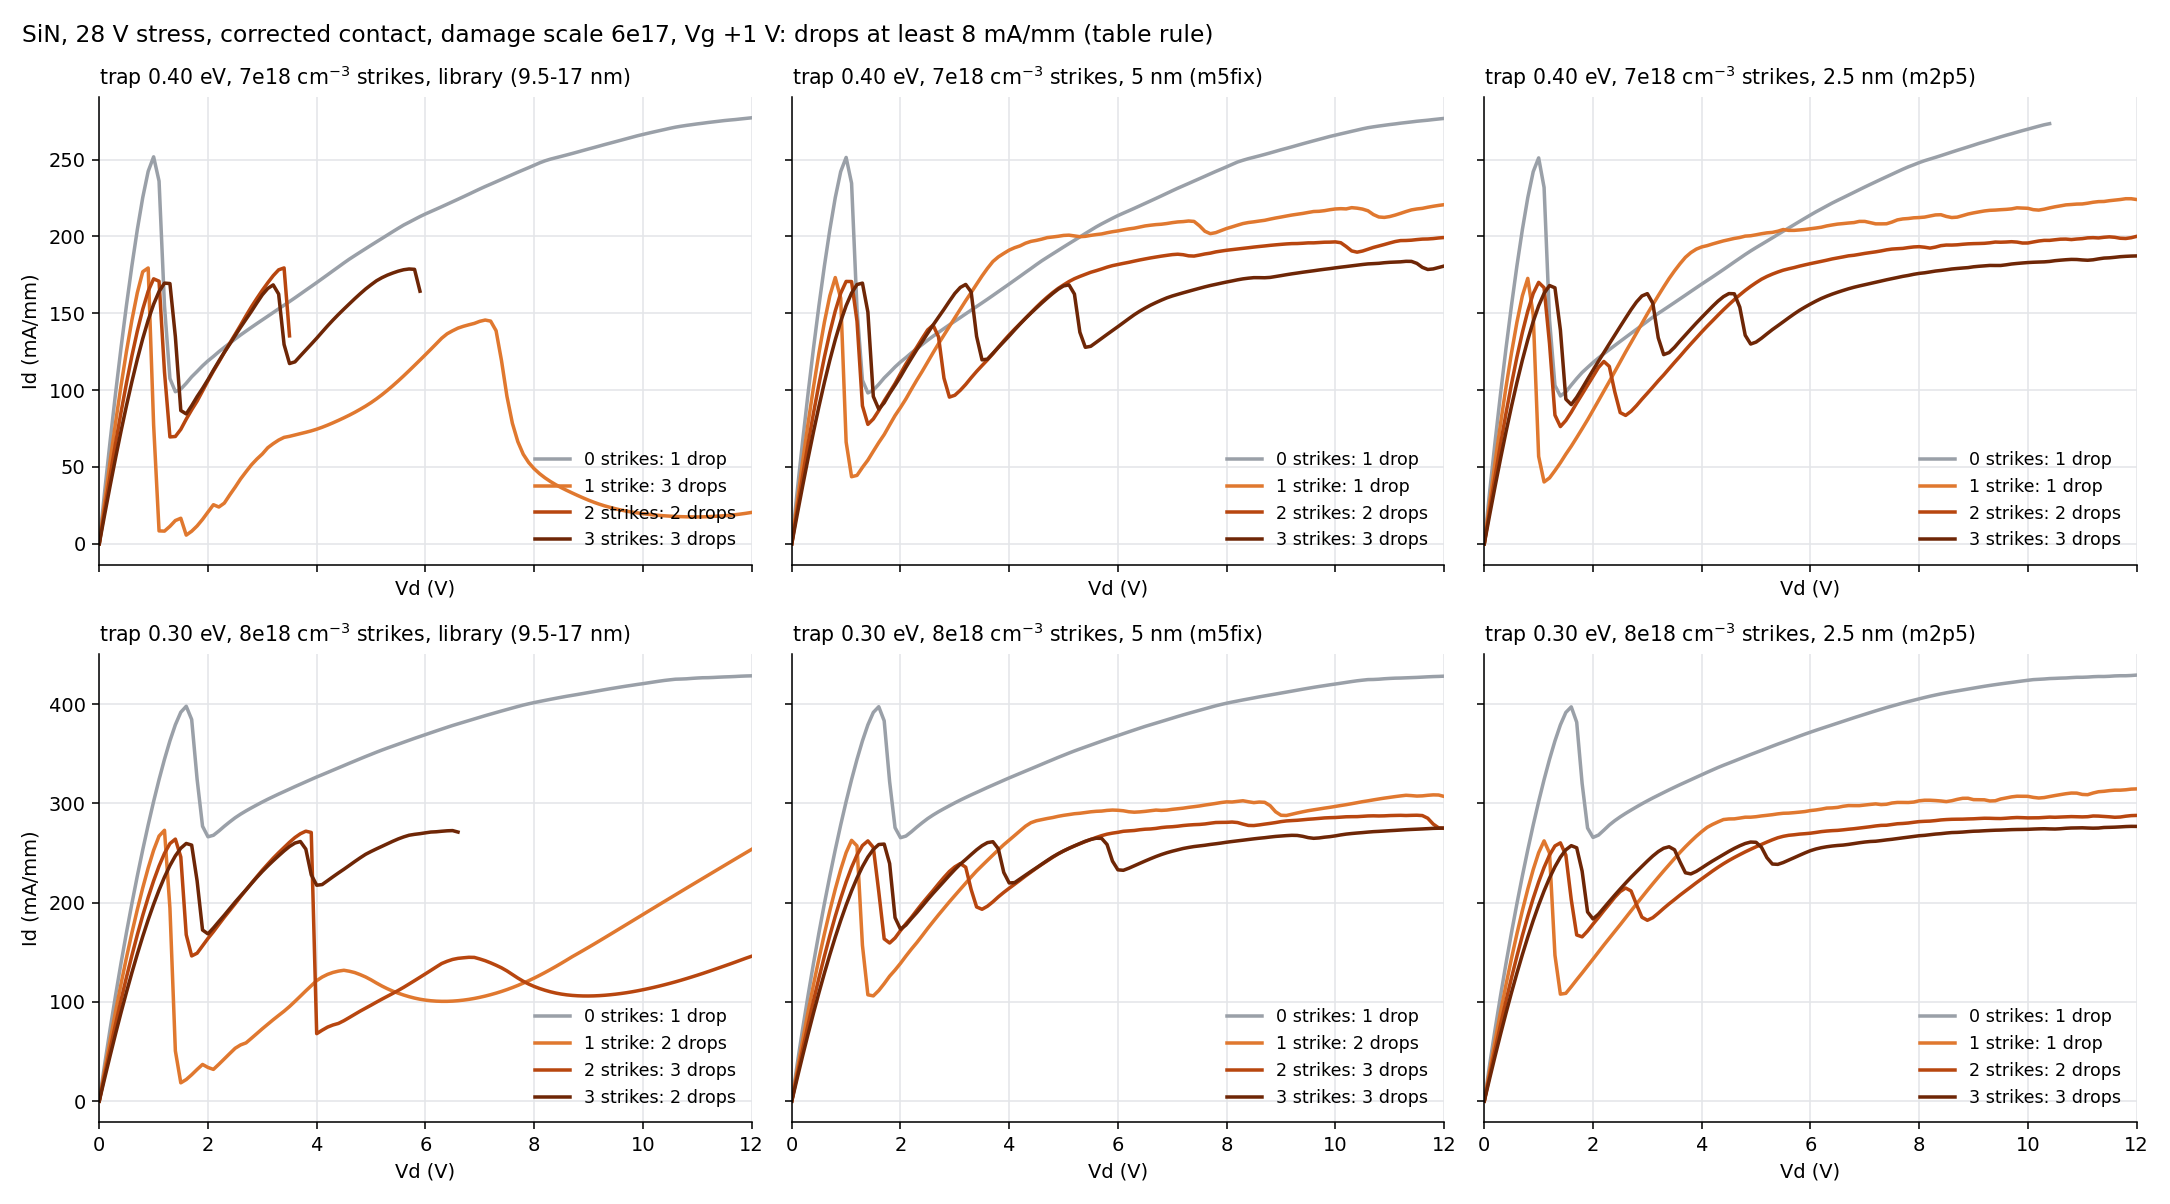 SiN, 28 V stress, corrected contact, damage scale 6e17, Vg +1 V: drops at least 8 mA/mm (table rule)
trap 0.40 eV, 7e18 cm⁻³ strikes, library (9.5-17 nm)
Id (mA/mm)
250
200
150
100
50
0
0 strikes: 1 drop
1 strike: 3 drops
2 strikes: 2 drops
3 strikes: 3 drops
Vd (V)
trap 0.40 eV, 7e18 cm⁻³ strikes, 5 nm (m5fix)
0 strikes: 1 drop
1 strike: 1 drop
2 strikes: 2 drops
3 strikes: 3 drops
Vd (V)
trap 0.40 eV, 7e18 cm⁻³ strikes, 2.5 nm (m2p5)
0 strikes: 1 drop
1 strike: 1 drop
2 strikes: 2 drops
3 strikes: 3 drops
Vd (V)
trap 0.30 eV, 8e18 cm⁻³ strikes, library (9.5-17 nm)
Id (mA/mm)
400
300
200
100
0
0 strikes: 1 drop
1 strike: 2 drops
2 strikes: 3 drops
3 strikes: 2 drops
0 2 4 6 8 10 12
Vd (V)
trap 0.30 eV, 8e18 cm⁻³ strikes, 5 nm (m5fix)
0 strikes: 1 drop
1 strike: 2 drops
2 strikes: 3 drops
3 strikes: 3 drops
0 2 4 6 8 10 12
Vd (V)
trap 0.30 eV, 8e18 cm⁻³ strikes, 2.5 nm (m2p5)
0 strikes: 1 drop
1 strike: 1 drop
2 strikes: 2 drops
3 strikes: 3 drops
0 2 4 6 8 10 12
Vd (V)